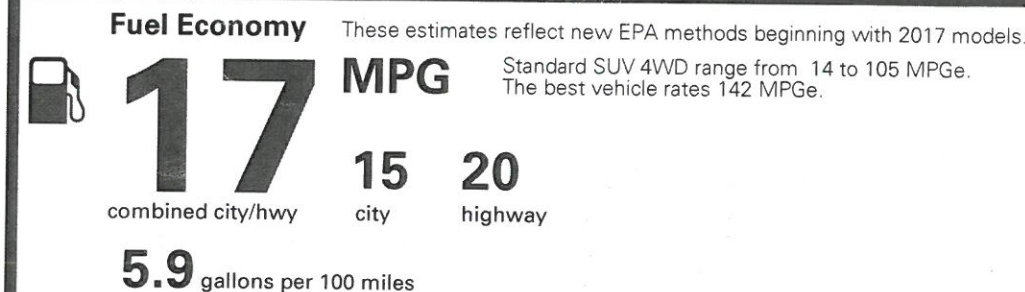 Fuel Economy These estimates reflect new EPA methods beginning with 2017 models.
17 MPG Standard SUV 4WD range from 14 to 105 MPGe.
The best vehicle rates 142 MPGe.
15 20
combined city/hwy city highway
5.9 gallons per 100 miles